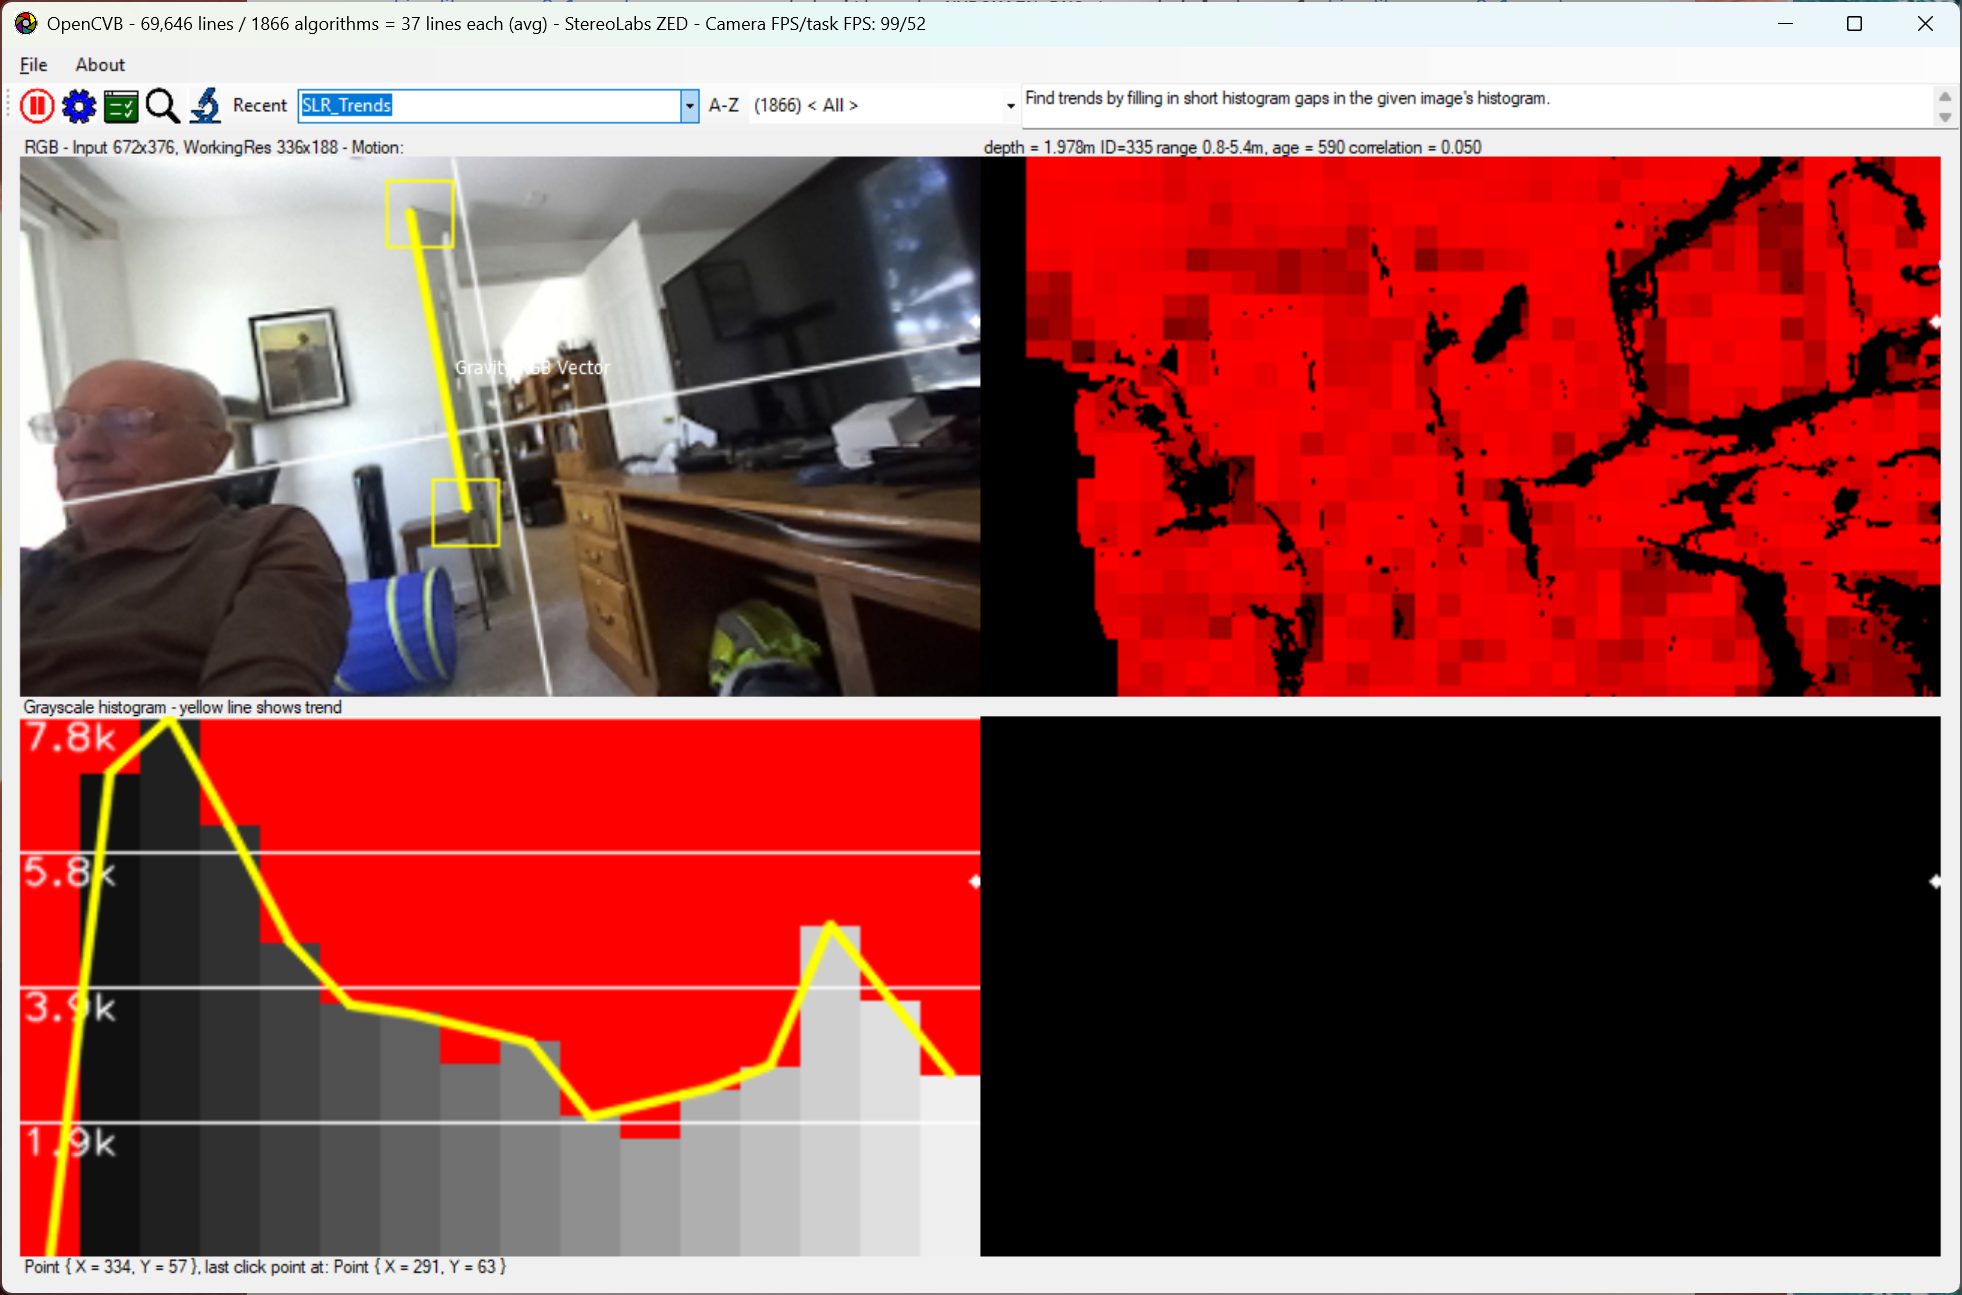 OpenCVB - 69,646 lines / 1866 algorithms = 37 lines each (avg) - StereoLabs ZED - Camera FPS/task FPS: 99/52
File About
Recent SLR_Trends A-Z (1866) < All > Find trends by filling in short histogram gaps in the given image's histogram.
RGB - Input 672x376, WorkingRes 336x188 - Motion:
depth = 1.978m ID=335 range 0.8-5.4m, age = 590 correlation = 0.050
Gravity RGB Vector
Grayscale histogram - yellow line shows trend
7.8k
5.8k
3.9k
1.9k
Point { X = 334, Y = 57 }, last click point at: Point { X = 291, Y = 63 }